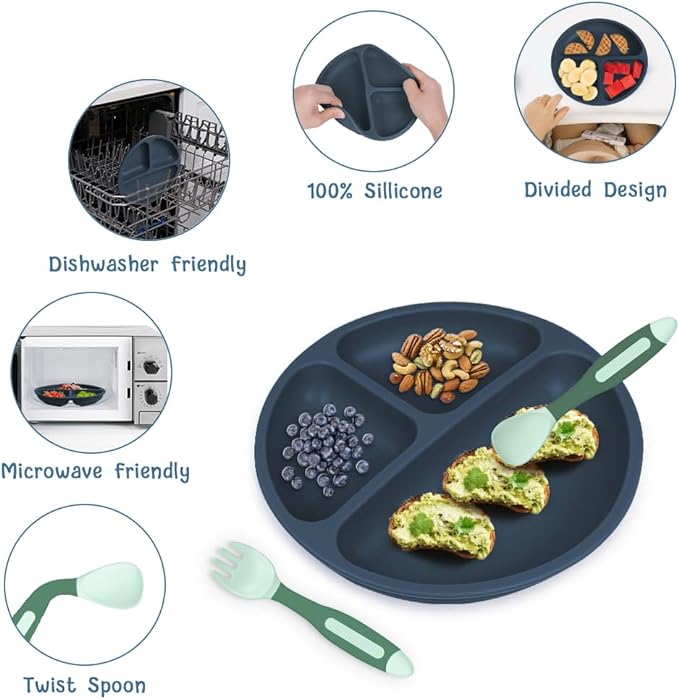 100% Sillicone
Divided Design
Dishwasher friendly
Microwave friendly
Twist Spoon